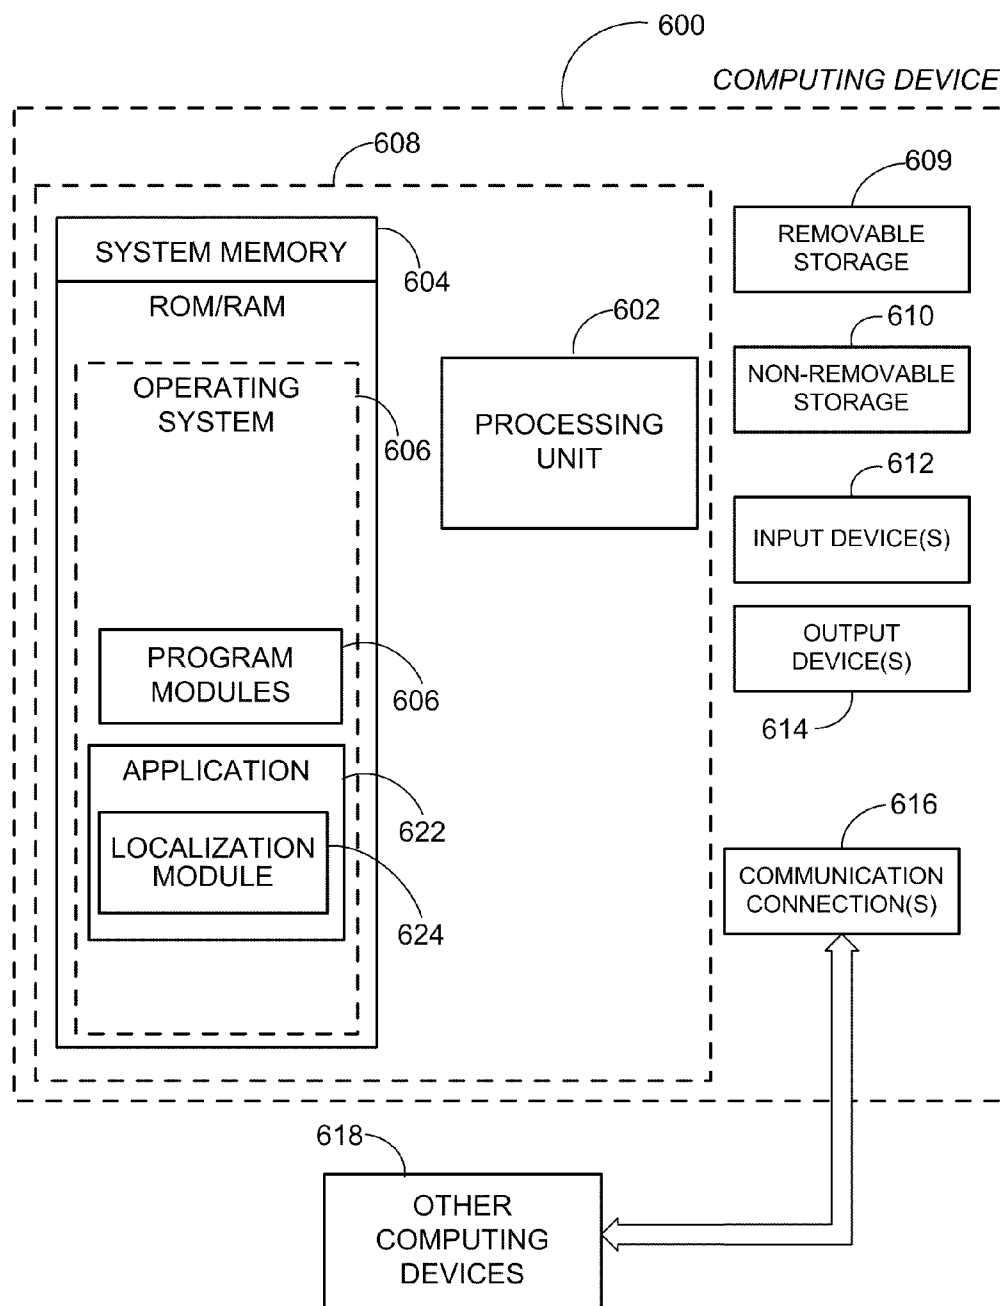 600
COMPUTING DEVICE
608
609
REMOVABLE
STORAGE
SYSTEM MEMORY
604
ROM/RAM
602
610
NON-REMOVABLE
STORAGE
OPERATING
SYSTEM
606
PROCESSING
UNIT
612
INPUT DEVICE(S)
OUTPUT
DEVICE(S)
614
PROGRAM
MODULES
606
APPLICATION
622
LOCALIZATION
MODULE
624
616
COMMUNICATION
CONNECTION(S)
618
OTHER
COMPUTING
DEVICES